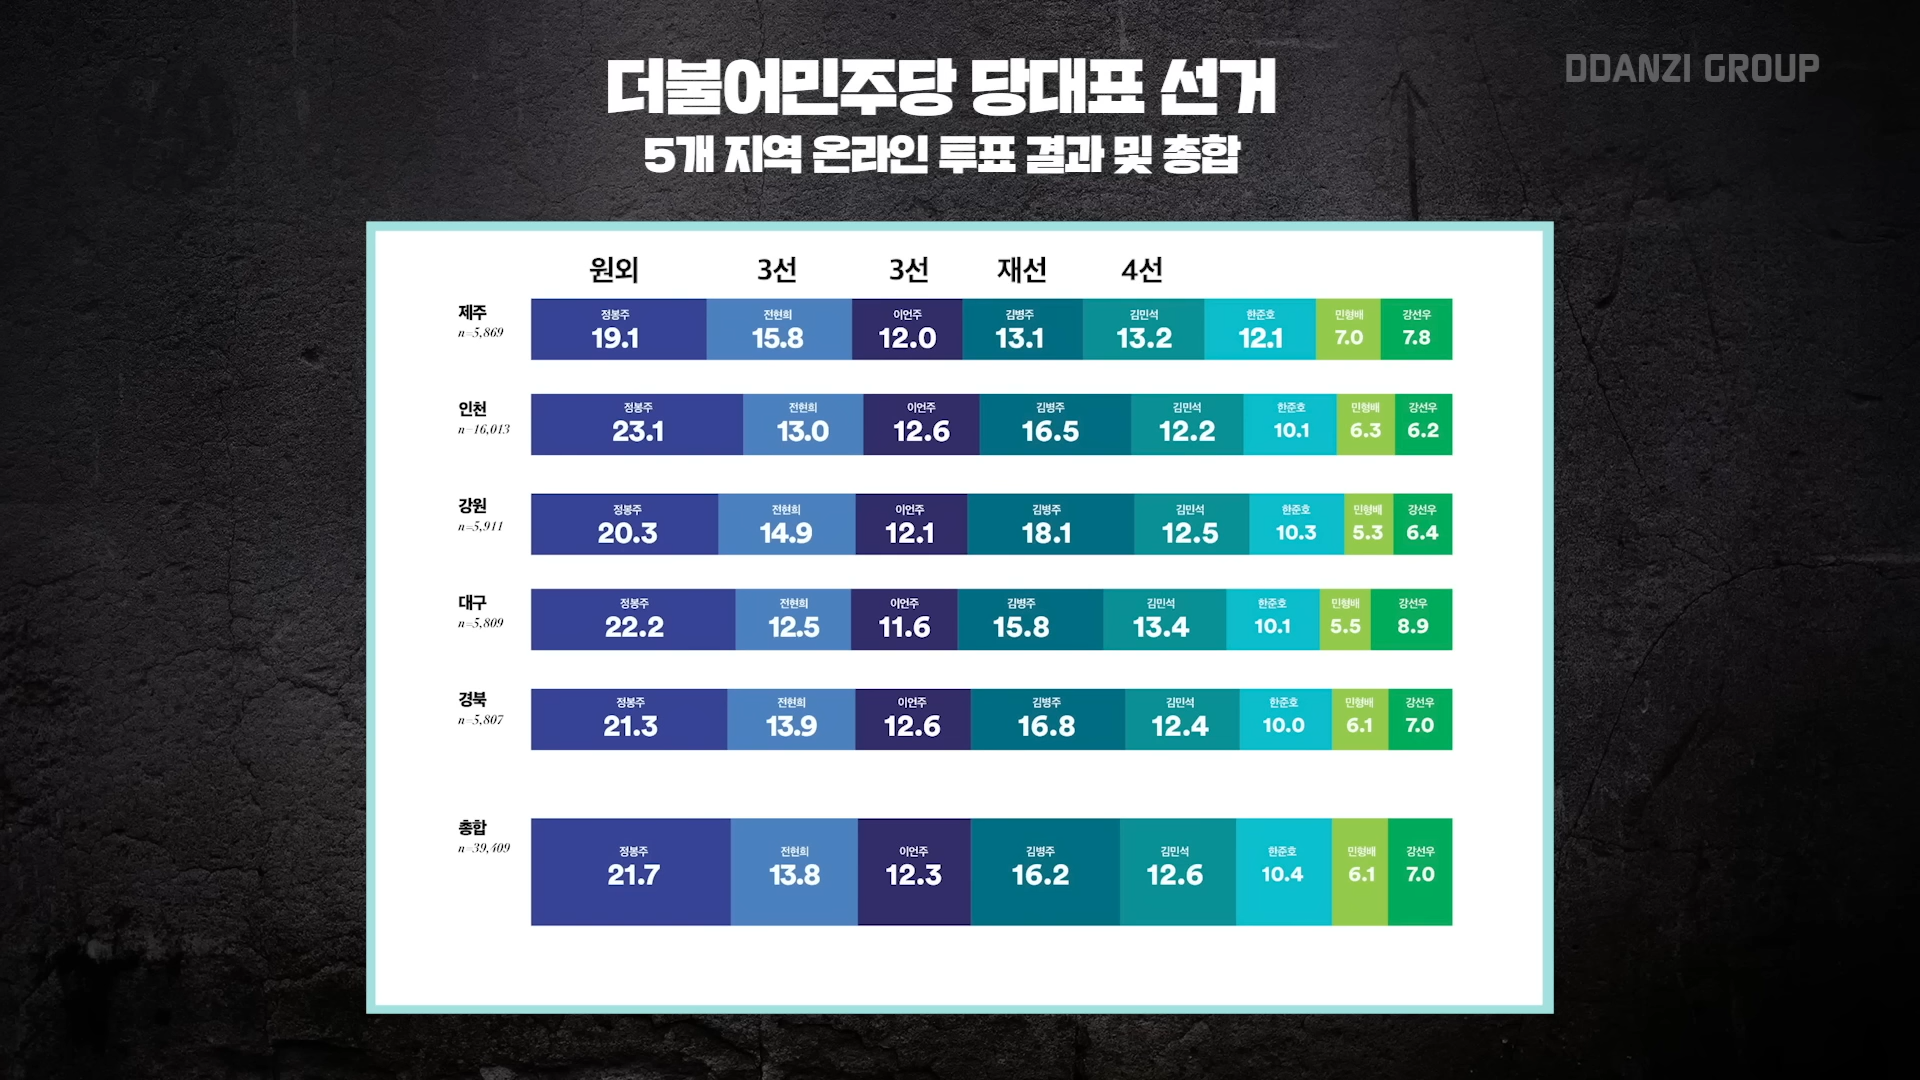 DDANZI GROUP
더불어민주당 당대표 선거
5개 지역 온라인 투표 결과 및 총합
원외 3선 3선 재선 4선
제주
n=5,869
정봉주 전현희 이언주 김병주 김민석 한준호 민형배 강선우
19.1 15.8 12.0 13.1 13.2 12.1 7.0 7.8
인천
n=16,013
정봉주 전현희 이언주 김병주 김민석 한준호 민형배 강선우
23.1 13.0 12.6 16.5 12.2 10.1 6.3 6.2
강원
n=5,911
정봉주 전현희 이언주 김병주 김민석 한준호 민형배 강선우
20.3 14.9 12.1 18.1 12.5 10.3 5.3 6.4
대구
n=5,809
정봉주 전현희 이언주 김병주 김민석 한준호 민형배 강선우
22.2 12.5 11.6 15.8 13.4 10.1 5.5 8.9
경북
n=5,807
정봉주 전현희 이언주 김병주 김민석 한준호 민형배 강선우
21.3 13.9 12.6 16.8 12.4 10.0 6.1 7.0
총합
n=39,409
정봉주 전현희 이언주 김병주 김민석 한준호 민형배 강선우
21.7 13.8 12.3 16.2 12.6 10.4 6.1 7.0